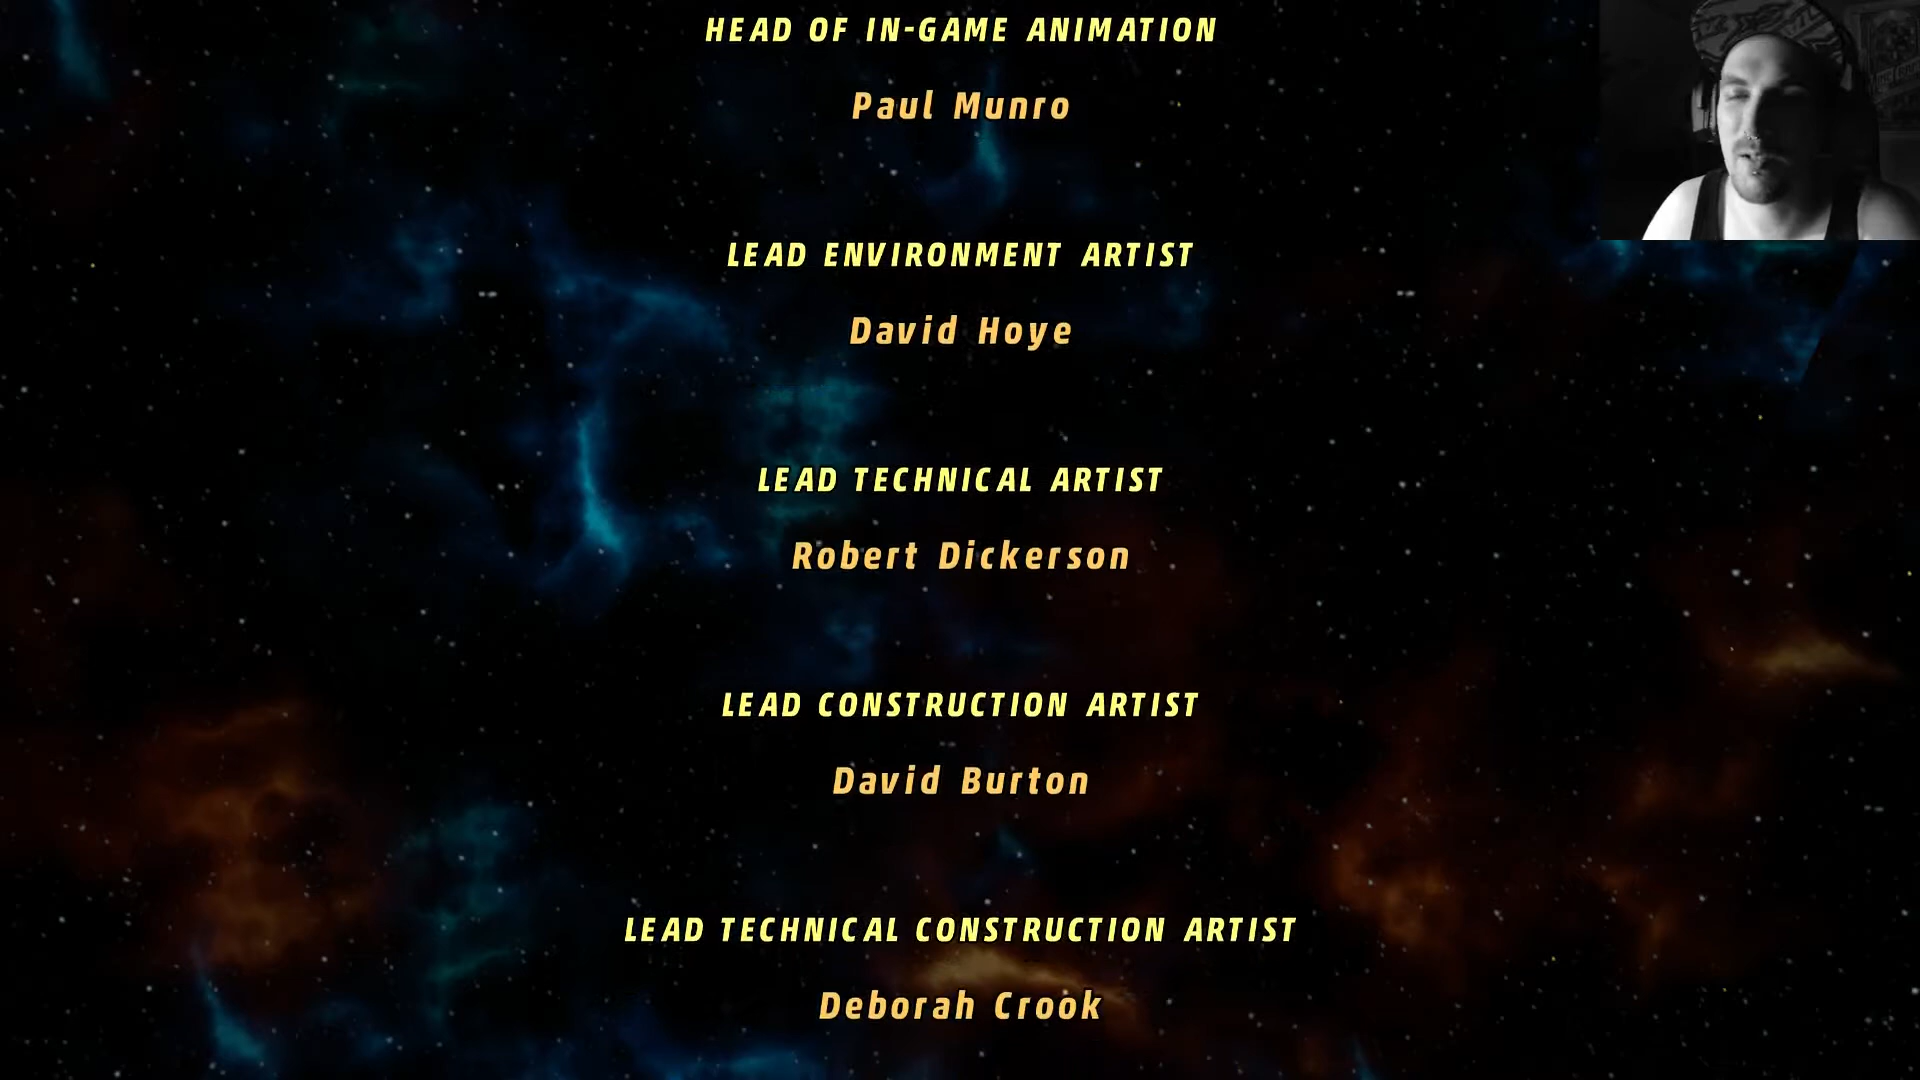 HEAD OF IN-GAME ANIMATION
Paul Munro
LEAD ENVIRONMENT ARTIST
David Hoye
LEAD TECHNICAL ARTIST
Robert Dickerson
LEAD CONSTRUCTION ARTIST
David Burton
LEAD TECHNICAL CONSTRUCTION ARTIST
Deborah Crook